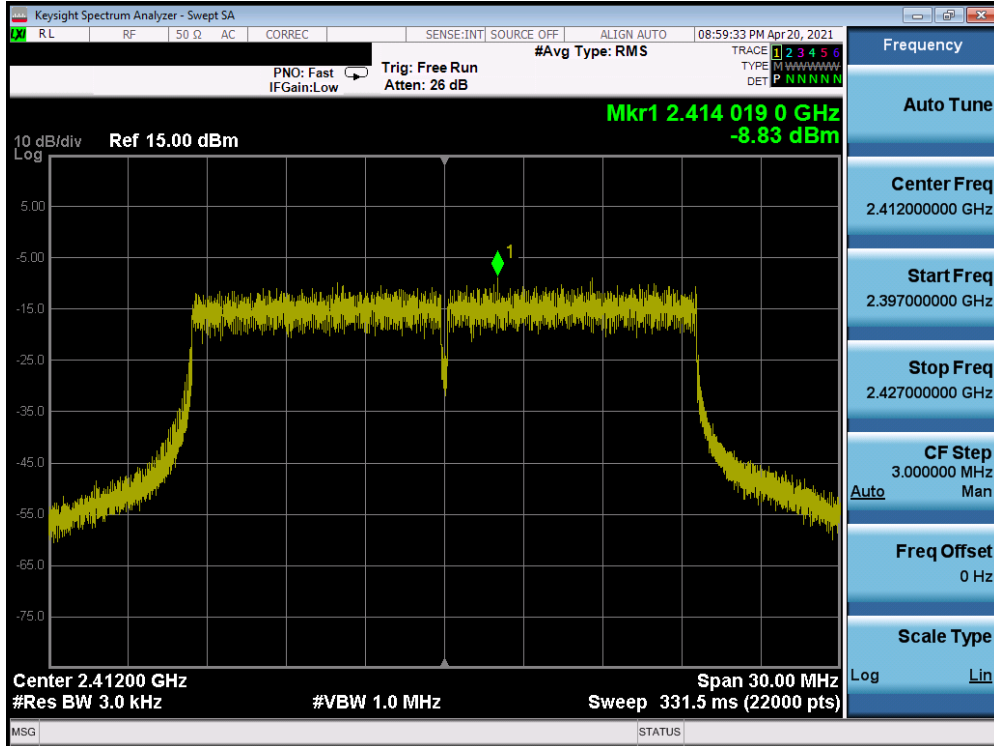 Keysight Spectrum Analyzer - Swept SA
LXI RL RF 50 Ω AC CORREC SENSE:INT SOURCE OFF ALIGN AUTO 08:59:33 PM Apr 20, 2021
#Avg Type: RMS
TRACE 1 2 3 4 5 6
PNO: Fast Trig: Free Run TYPE M WWWWW
IFGain:Low Atten: 26 dB DET P N N N N N
Mkr1 2.414 019 0 GHz
-8.83 dBm
10 dB/div Ref 15.00 dBm
Log
5.00
1
-5.00
-15.0
-25.0
-35.0
-45.0
-55.0
-65.0
-75.0
Center 2.41200 GHz Span 30.00 MHz
#Res BW 3.0 kHz #VBW 1.0 MHz Sweep 331.5 ms (22000 pts)
MSG STATUS
Frequency
Auto Tune
Center Freq
2.412000000 GHz
Start Freq
2.397000000 GHz
Stop Freq
2.427000000 GHz
CF Step
3.000000 MHz
Auto Man
Freq Offset
0 Hz
Scale Type
Log Lin